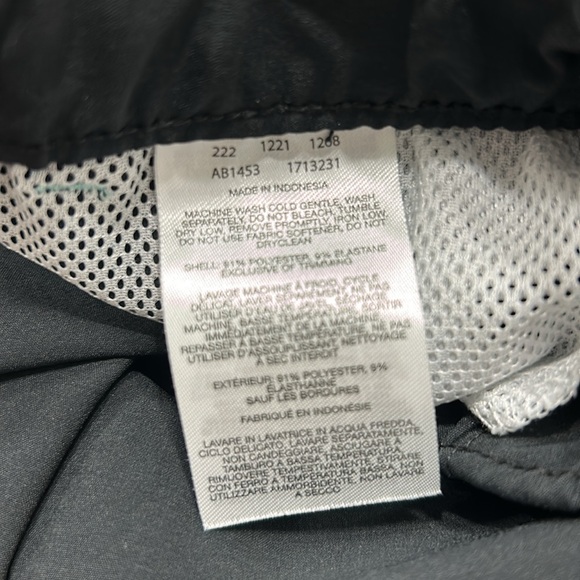 222 1221 1268
AB1453 1713231
MADE IN INDONESIA
MACHINE WASH COLD GENTLE, WASH
SEPARATELY, DO NOT BLEACH, TUMBLE
DRY LOW, REMOVE PROMPTLY, IRON LOW,
DO NOT USE FABRIC SOFTENER, DO NOT
DRYCLEAN
SHELL: 91% POLYESTER, 9% ELASTANE
EXCLUSIVE OF TRIMMING
LAVAGE MACHINE À FROID, CYCLE
DÉLICAT, LAVER SÉPARÉMENT, NE PAS
UTILISER D'EAU DE JAVEL, SÉCHAGE
MACHINE, BASSE TEMPÉRATURE, SORTIR
IMMÉDIATEMENT DE LA MACHINE,
REPASSER À BASSE TEMPÉRATURE, NE PAS
UTILISER D'ASSOUPLISSANT, NETTOYAGE
À SEC INTERDIT
EXTÉRIEUR: 91% POLYESTER, 9%
ÉLASTHANNE
SAUF LES BORDURES
FABRIQUÉ EN INDONÉSIE
LAVARE IN LAVATRICE IN ACQUA FREDDA,
CICLO DELICATO, LAVARE SEPARATAMENTE,
NON CANDEGGIARE, ASCIUGARE A
TAMBURO A BASSA TEMPERATURA,
RIMUOVERE TEMPESTIVAMENTE, STIRARE
CON FERRO A TEMPERATURA BASSA, NON
UTILIZZARE AMMORBIDENTE, NON LAVARE
A SECCO